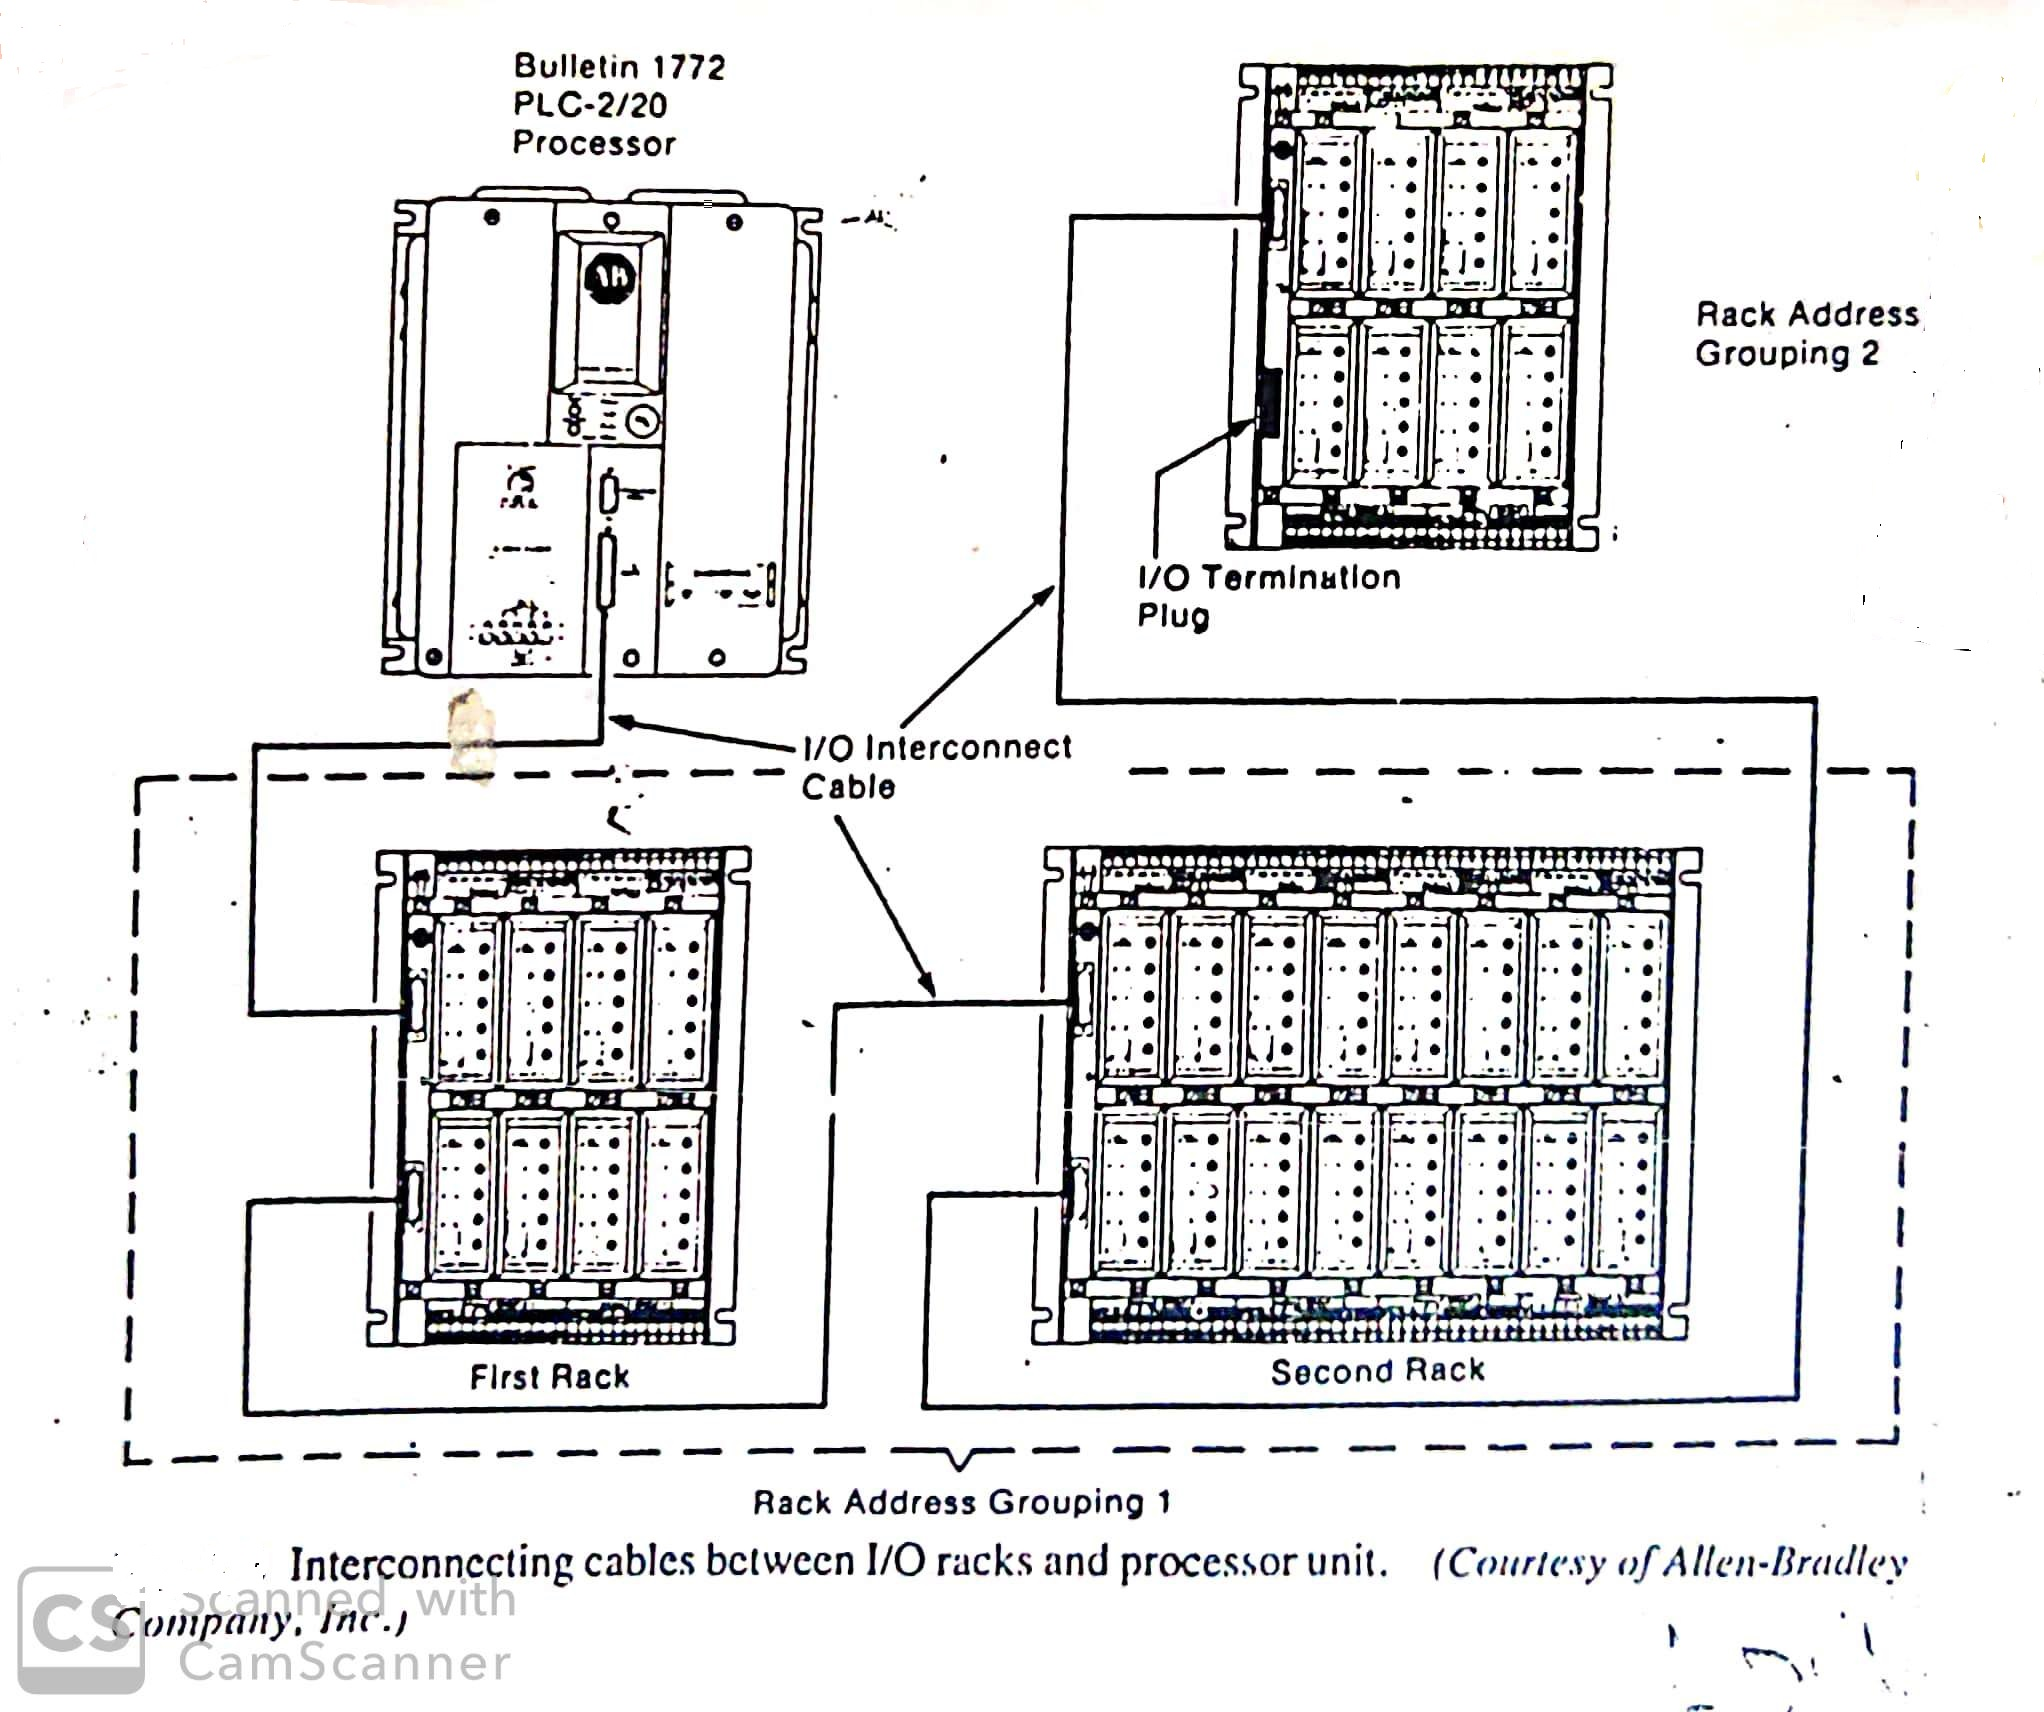 Bulletin 1772
PLC-2/20
Processor
Rack Address
Grouping 2
I/O Termination
Plug
I/O Interconnect
Cable
First Rack
Second Rack
Rack Address Grouping 1
Interconnecting cables between I/O racks and processor unit. (Courtesy of Allen-Bradley
Company, Inc.)
CS
Scanned with
CamScanner